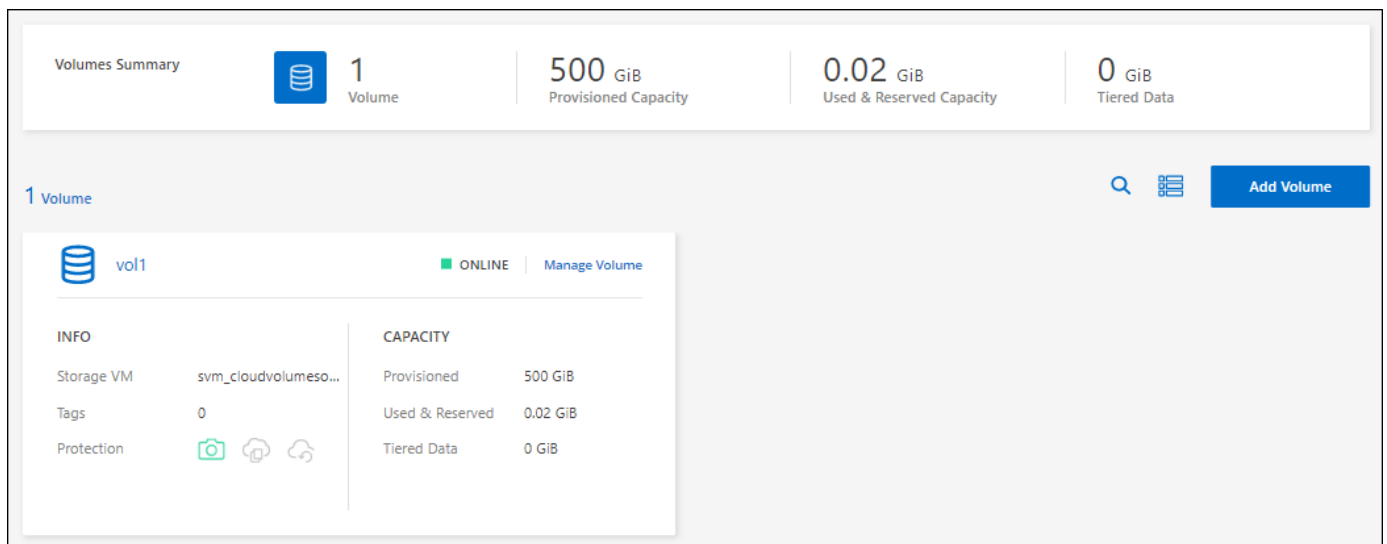 Volumes Summary
1
Volume
500 GiB
Provisioned Capacity
0.02 GiB
Used & Reserved Capacity
0 GiB
Tiered Data
1 Volume
Add Volume
vol1
ONLINE
Manage Volume
INFO
Storage VM svm_cloudvolumeso...
Tags 0
Protection
CAPACITY
Provisioned 500 GiB
Used & Reserved 0.02 GiB
Tiered Data 0 GiB